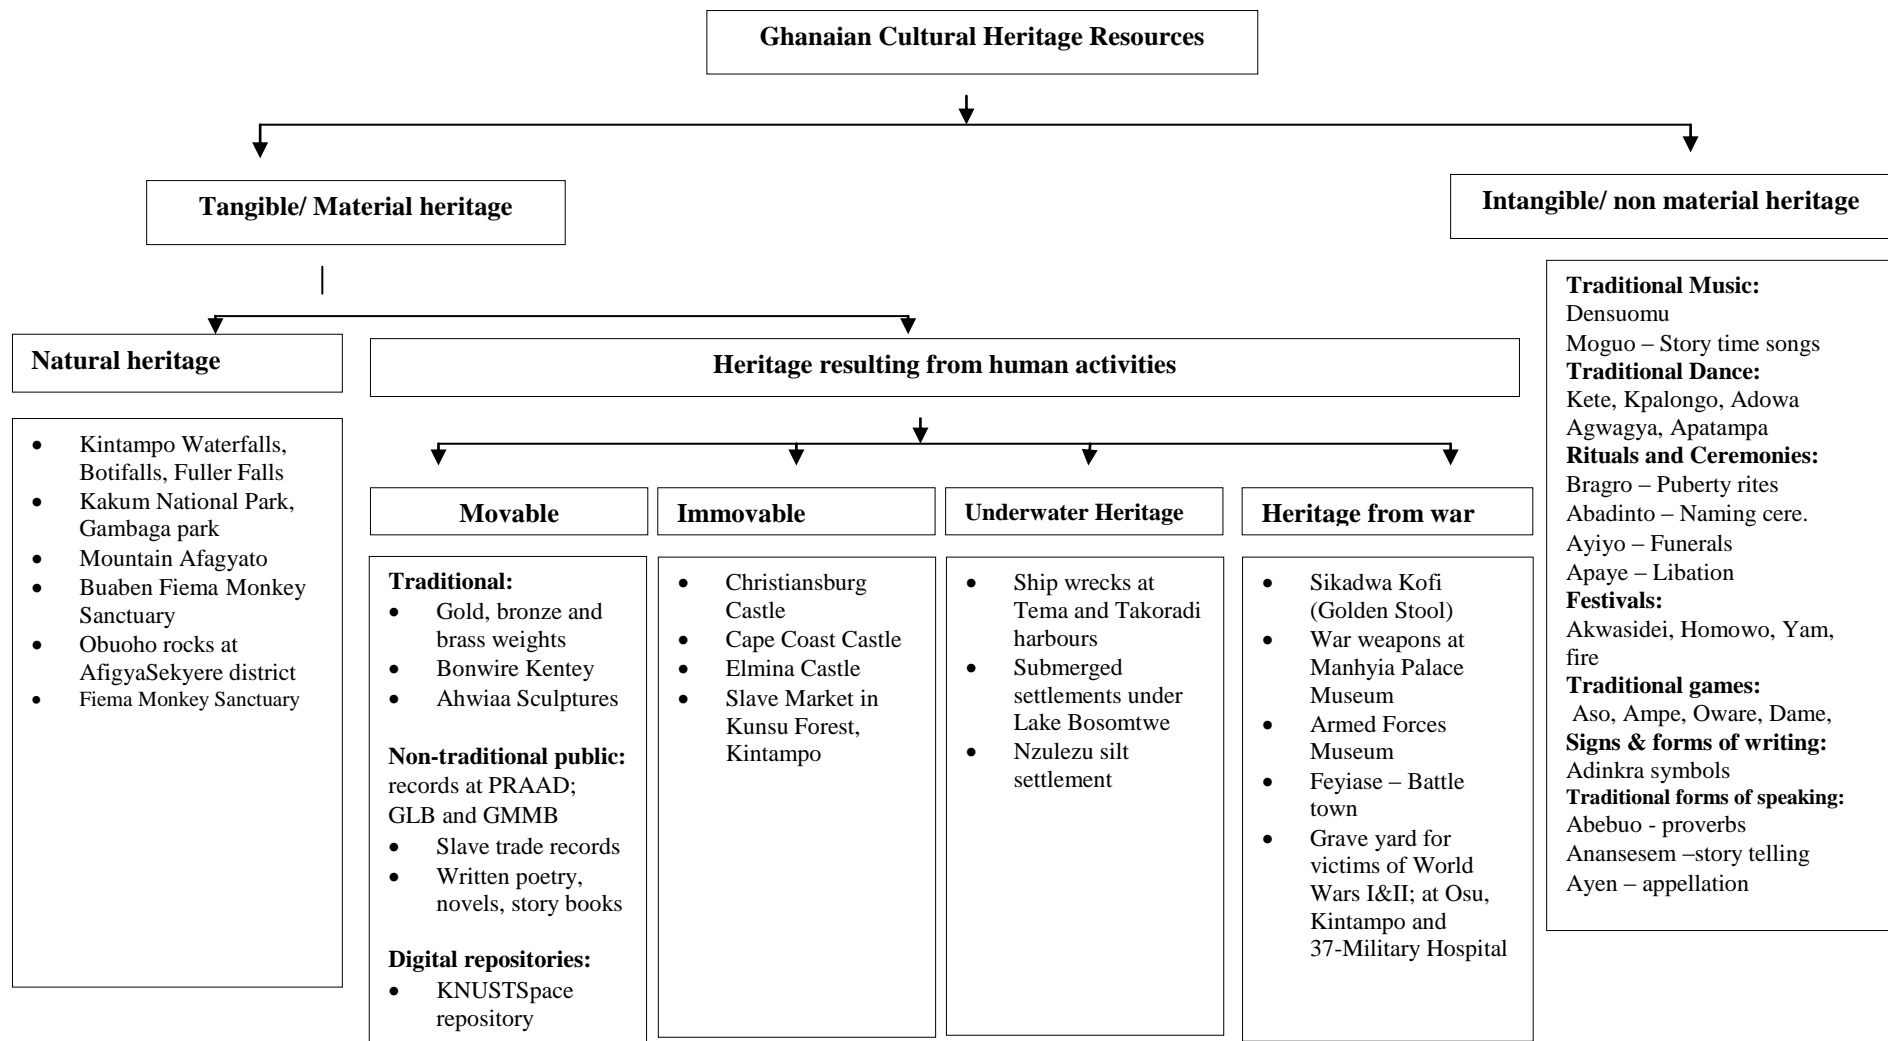 Ghanaian Cultural Heritage Resources
Tangible/ Material heritage
Intangible/ non material heritage
Natural heritage
Heritage resulting from human activities
• Kintampo Waterfalls,
Botifalls, Fuller Falls
• Kakum National Park,
Gambaga park
• Mountain Afagyato
• Buaben Fiema Monkey
Sanctuary
• Obuoho rocks at
AfigyaSekyere district
• Fiema Monkey Sanctuary
Movable
Traditional:
• Gold, bronze and
brass weights
• Bonwire Kentey
• Ahwiaa Sculptures
Non-traditional public:
records at PRAAD;
GLB and GMMB
• Slave trade records
• Written poetry,
novels, story books
Digital repositories:
• KNUSTSpace
repository
Immovable
• Christiansburg
Castle
• Cape Coast Castle
• Elmina Castle
• Slave Market in
Kunsu Forest,
Kintampo
Underwater Heritage
• Ship wrecks at
Tema and Takoradi
harbours
• Submerged
settlements under
Lake Bosomtwe
• Nzulezu silt
settlement
Heritage from war
• Sikadwa Kofi
(Golden Stool)
• War weapons at
Manhyia Palace
Museum
• Armed Forces
Museum
• Feyiase – Battle
town
• Grave yard for
victims of World
Wars I&II; at Osu,
Kintampo and
37-Military Hospital
Traditional Music:
Densuomu
Moguo – Story time songs
Traditional Dance:
Kete, Kpalongo, Adowa
Agwagya, Apatampa
Rituals and Ceremonies:
Bragro – Puberty rites
Abadinto – Naming cere.
Ayiyo – Funerals
Apaye – Libation
Festivals:
Akwasidei, Homowo, Yam,
fire
Traditional games:
Aso, Ampe, Oware, Dame,
Signs & forms of writing:
Adinkra symbols
Traditional forms of speaking:
Abebuo - proverbs
Anansesem –story telling
Ayen – appellation